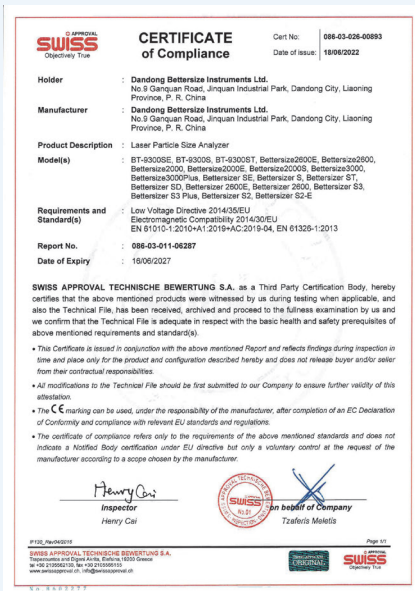 APPROVAL
SWISS
Objectively True
CERTIFICATE
of Compliance
Cert No: 086-03-026-00893
Date of issue: 18/06/2022
Holder : Dandong Bettersize Instruments Ltd.
No.9 Ganquan Road, Jinquan Industrial Park, Dandong City, Liaoning
Province, P. R. China
Manufacturer : Dandong Bettersize Instruments Ltd.
No.9 Ganquan Road, Jinquan Industrial Park, Dandong City, Liaoning
Province, P. R. China
Product Description : Laser Particle Size Analyzer
Model(s) : BT-9300SE, BT-9300S, BT-9300ST, Bettersize2600E, Bettersize2600,
Bettersize2000, Bettersize2000E, Bettersize2000S, Bettersize3000,
Bettersize3000Plus, Bettersizer SE, Bettersizer S, Bettersizer ST,
Bettersizer SD, Bettersizer 2600E, Bettersizer 2600, Bettersizer S3,
Bettersizer S3 Plus, Bettersizer S2, Bettersizer S2-E
Requirements and : Low Voltage Directive 2014/35/EU
Standard(s) Electromagnetic Compatibility 2014/30/EU
EN 61010-1:2010+A1:2019+AC:2019-04, EN 61326-1:2013
Report No. : 086-03-011-06287
Date of Expiry : 16/06/2027
SWISS APPROVAL TECHNISCHE BEWERTUNG S.A. as a Third Party Certification Body, hereby
certifies that the above mentioned products were witnessed by us during testing when applicable, and
also the Technical File, has been received, archived and proceed to the fullness examination by us and
we confirm that the Technical File is adequate in respect with the basic health and safety prerequisites of
above mentioned requirements and standard(s).
• This Certificate is issued in conjunction with the above mentioned Report and reflects findings during inspection in
time and place only for the product and configuration described hereby and does not release buyer and/or seller
from their contractual responsibilities.
• All modifications to the Technical File should be first submitted to our Company to ensure further validity of this
attestation.
• The CE marking can be used, under the responsibility of the manufacturer, after completion of an EC Declaration
of Conformity and compliance with relevant EU standards and regulations.
• The certificate of compliance refers only to the requirements of the above mentioned standards and does not
indicate a Notified Body certification under EU directive but only a voluntary control at the request of the
manufacturer according to a scope chosen by the manufacturer.
Henry Cai
Inspector
Henry Cai
SWISS
No.01
on behalf of Company
Tzaferis Meletis
Page 1/1
SWISS APPROVAL TECHNISCHE BEWERTUNG S.A.
ORIGINAL
APPROVAL
SWISS
Objectively True